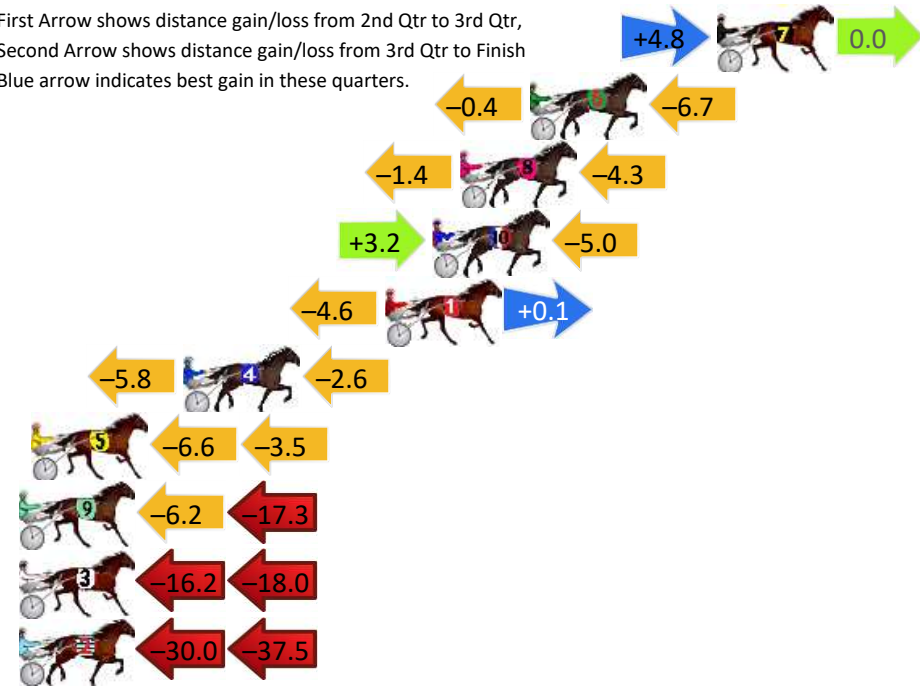 First Arrow shows distance gain/loss from 2nd Qtr to 3rd Qtr,
Second Arrow shows distance gain/loss from 3rd Qtr to Finish
Blue arrow indicates best gain in these quarters.
+4.8 7 0.0
–0.4 6 –6.7
–1.4 8 –4.3
+3.2 10 –5.0
–4.6 1 +0.1
–5.8 4 –2.6
5 –6.6 –3.5
9 –6.2 –17.3
3 –16.2 –18.0
2 –30.0 –37.5